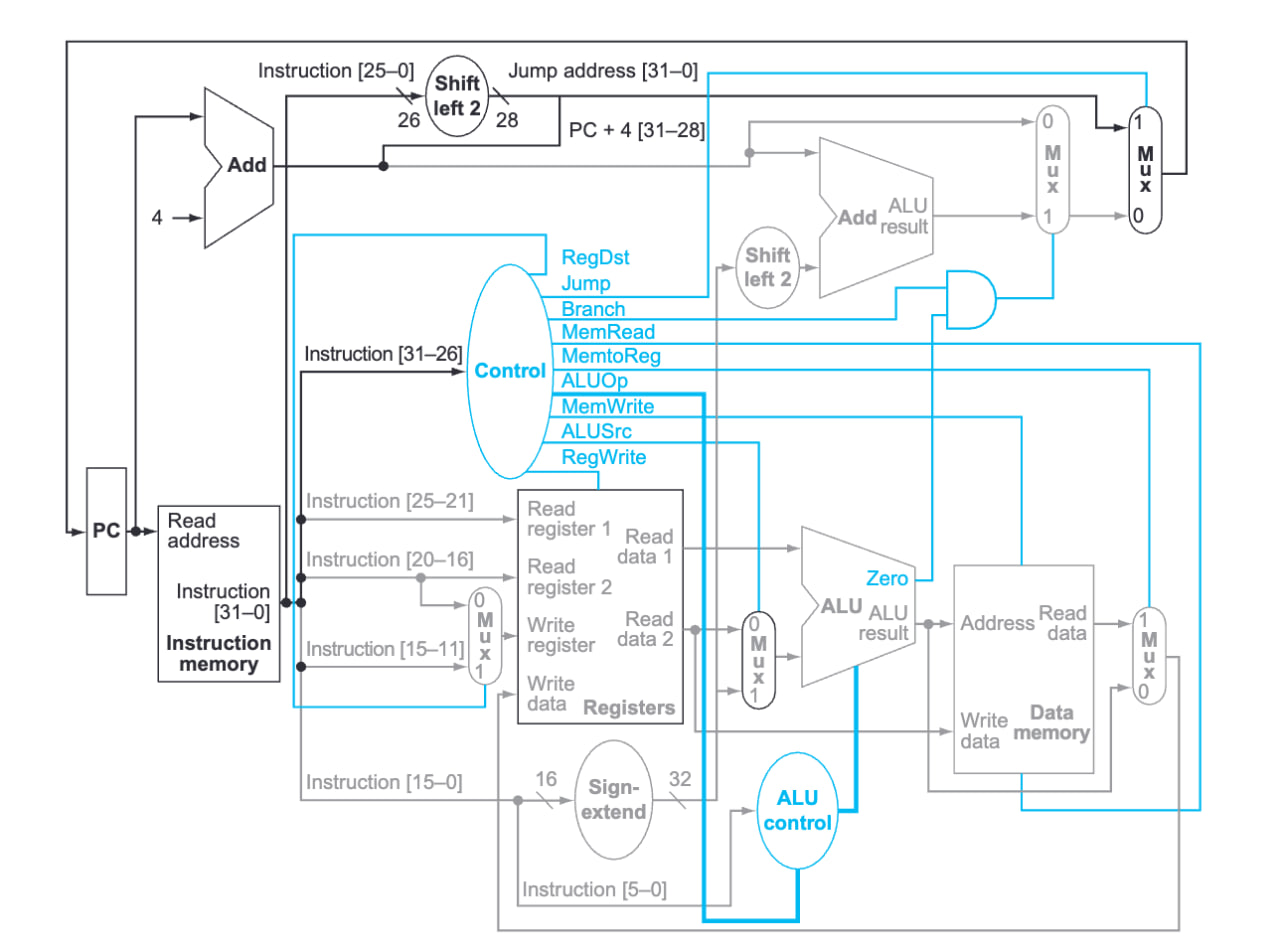 Instruction [25–0]
Shift
left 2
Jump address [31–0]
26
28
PC + 4 [31–28]
Add
4
0
M
u
x
1
1
M
u
x
0
Add
ALU
result
Shift
left 2
RegDst
Jump
Branch
MemRead
MemtoReg
ALUOp
MemWrite
ALUSrc
RegWrite
Instruction [31–26]
Control
PC
Read
address
Instruction
[31–0]
Instruction
memory
Instruction [25–21]
Instruction [20–16]
Instruction [15–11]
0
M
u
x
1
Read
register 1
Read
register 2
Write
register
Write
data
Read
data 1
Read
data 2
Registers
0
M
u
x
1
Zero
ALU
ALU
result
Address
Read
data
Write
data
Data
memory
1
M
u
x
0
Instruction [15–0]
16
Sign-
extend
32
ALU
control
Instruction [5–0]